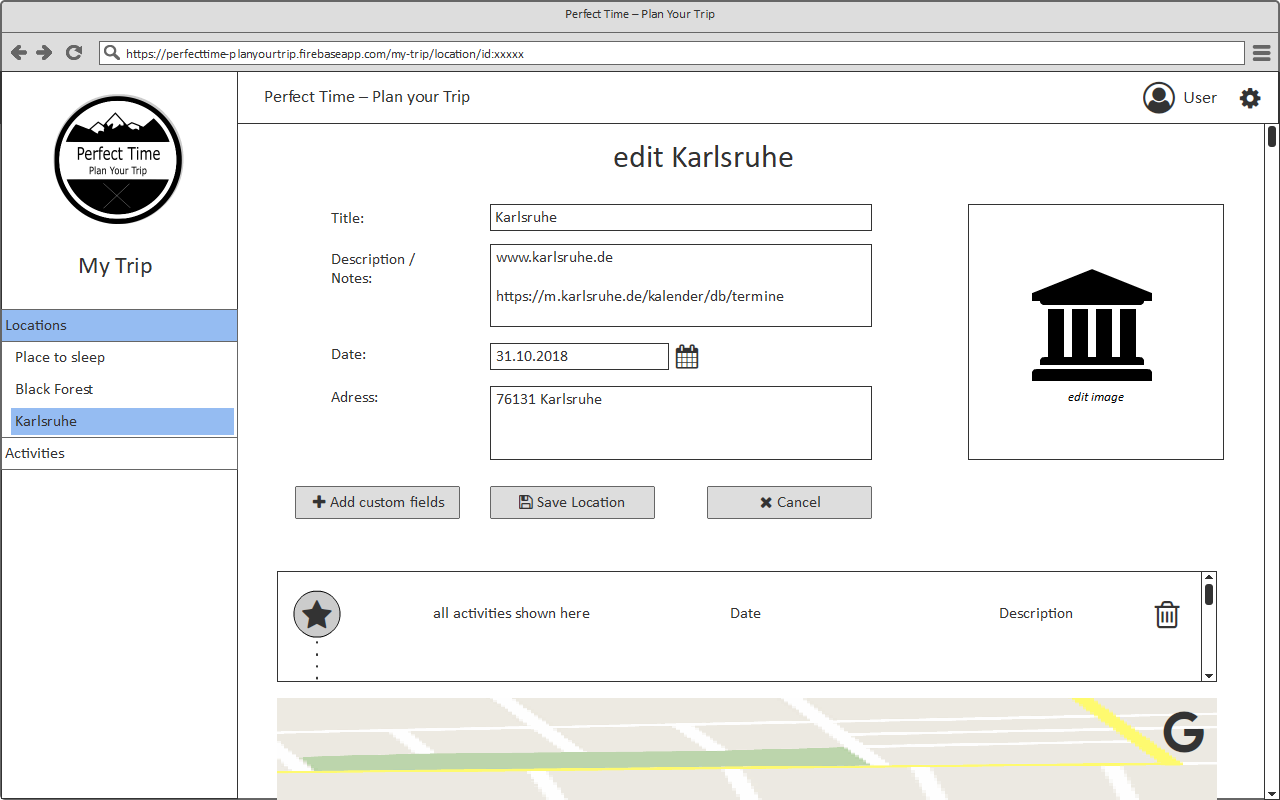 Perfect Time – Plan Your Trip
https://perfecttime-planyourtrip.firebaseapp.com/my-trip/location/id:xxxxx
Perfect Time
Plan Your Trip
My Trip
Locations
Place to sleep
Black Forest
Karlsruhe
Activities
Perfect Time – Plan your Trip
User
edit Karlsruhe
Title:
Karlsruhe
Description /
Notes:
www.karlsruhe.de
https://m.karlsruhe.de/kalender/db/termine
Date:
31.10.2018
Adress:
76131 Karlsruhe
edit image
Add custom fields
Save Location
Cancel
all activities shown here
Date
Description
G